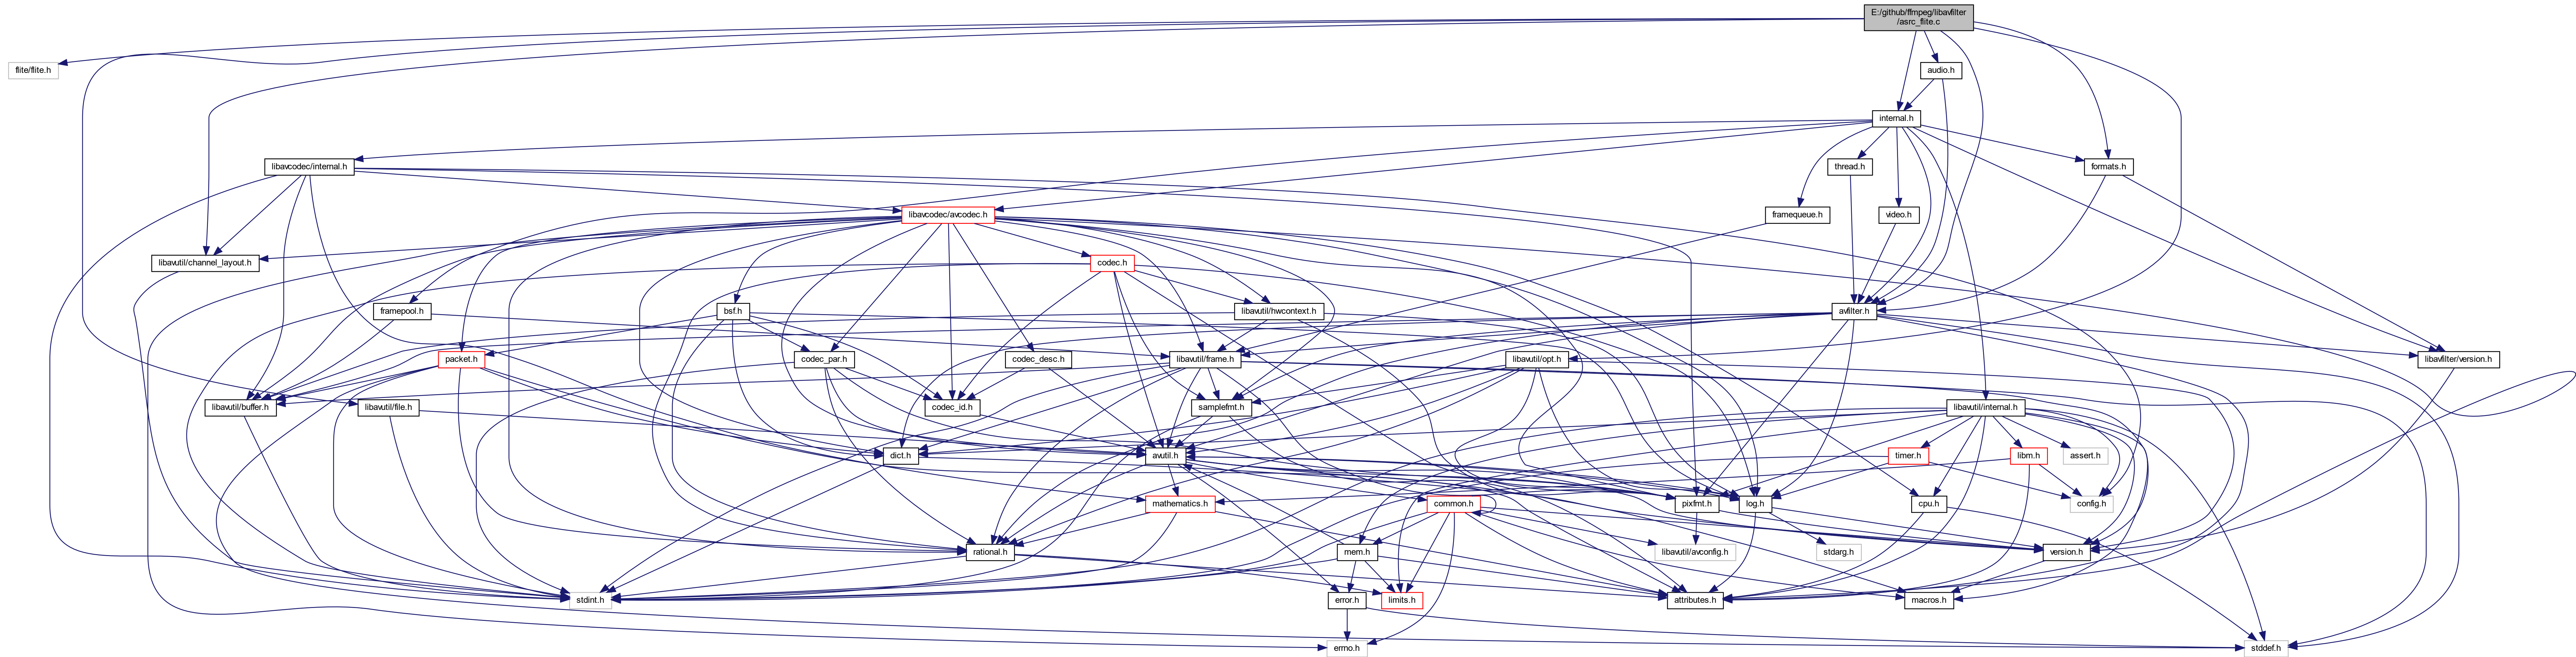 E:/github/ffmpeg/libavfilter
/asrc_flite.c
flite/flite.h
audio.h
internal.h
libavcodec/internal.h
thread.h
formats.h
libavcodec/avcodec.h
framequeue.h
video.h
libavutil/channel_layout.h
codec.h
framepool.h
bsf.h
libavutil/hwcontext.h
avfilter.h
packet.h
codec_par.h
codec_desc.h
libavutil/frame.h
libavutil/opt.h
libavfilter/version.h
libavutil/buffer.h
libavutil/file.h
codec_id.h
samplefmt.h
libavutil/internal.h
dict.h
avutil.h
timer.h
libm.h
assert.h
mathematics.h
common.h
pixfmt.h
log.h
cpu.h
config.h
rational.h
mem.h
libavutil/avconfig.h
stdarg.h
version.h
stdint.h
error.h
limits.h
attributes.h
macros.h
errno.h
stddef.h